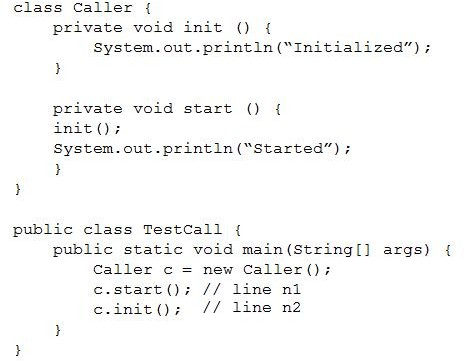 class Caller {
    private void init () {
        System.out.println(“Initialized”);
    }

    private void start () {
    init();
    System.out.println(“Started”);
    }
}

public class TestCall {
    public static void main(String[] args) {
        Caller c = new Caller();
        c.start(); // line n1
        c.init();  // line n2
    }
}